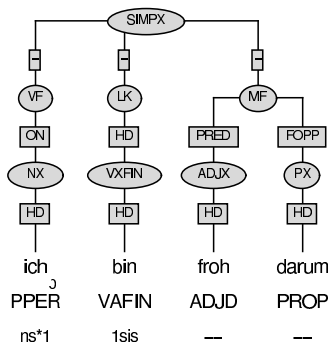 SIMPX
– – –
VF LK MF
ON HD PRED FOPP
NX VXFIN ADJX PX
HD HD HD HD
ich bin froh darum
J
PPER VAFIN ADJD PROP
ns*1 1sis –– ––